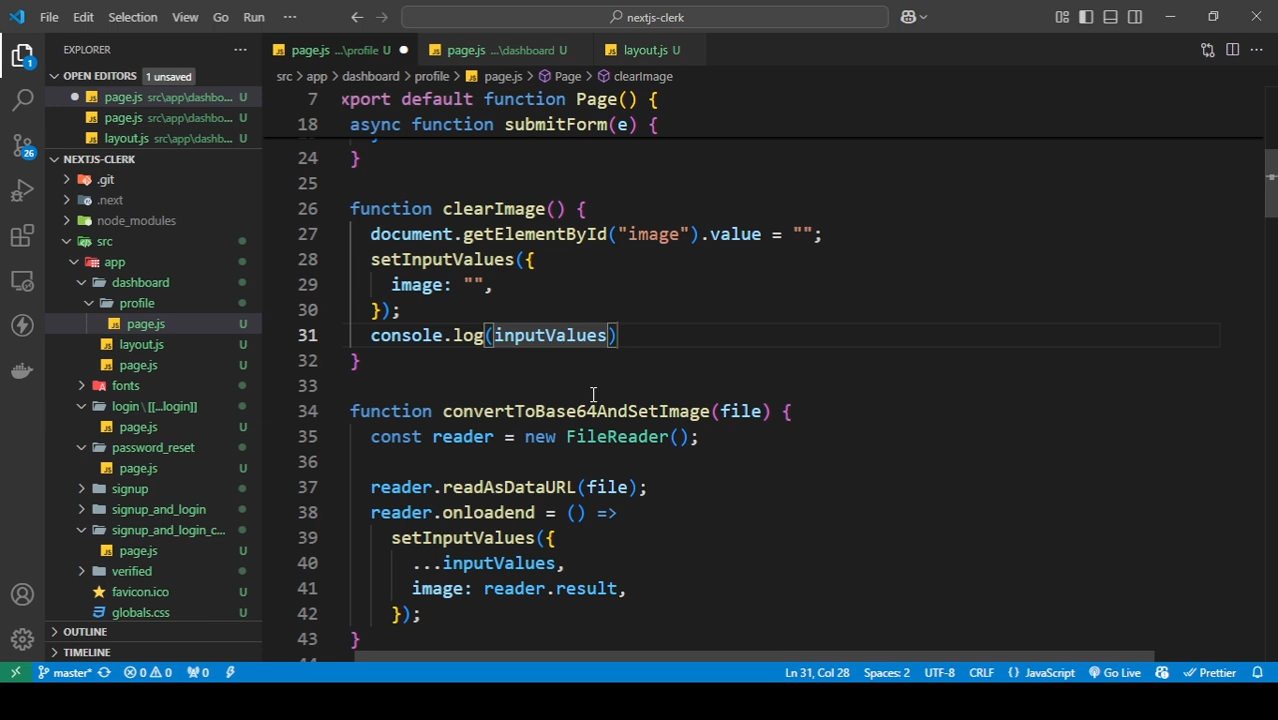 File Edit Selection View Go Run ··· nextjs-clerk
EXPLORER ···
OPEN EDITORS 1 unsaved
page.js src\app\dashbo... U
page.js src\app\dashbo... U
layout.js src\app\dashb... U
NEXTJS-CLERK
.git
.next
node_modules
src
app
dashboard
profile
page.js U
layout.js U
page.js U
fonts
login \ [[...login]]
page.js U
password_reset
page.js U
signup
signup_and_login
signup_and_login_c...
page.js U
verified
favicon.ico U
globals.css U
OUTLINE
TIMELINE
1
26
page.js ...\profile U page.js ...\dashboard U layout.js U
src > app > dashboard > profile > page.js > Page > clearImage
7 xport default function Page() {
18 async function submitForm(e) {
24 }
25
26 function clearImage() {
27 document.getElementById("image").value = "";
28 setInputValues({
29 image: "",
30 });
31 console.log(inputValues)
32 }
33
34 function convertToBase64AndSetImage(file) {
35 const reader = new FileReader();
36
37 reader.readAsDataURL(file);
38 reader.onloadend = () =>
39 setInputValues({
40 ...inputValues,
41 image: reader.result,
42 });
43 }
master* 0 0 0 Ln 31, Col 28 Spaces: 2 UTF-8 CRLF {} JavaScript Go Live Prettier